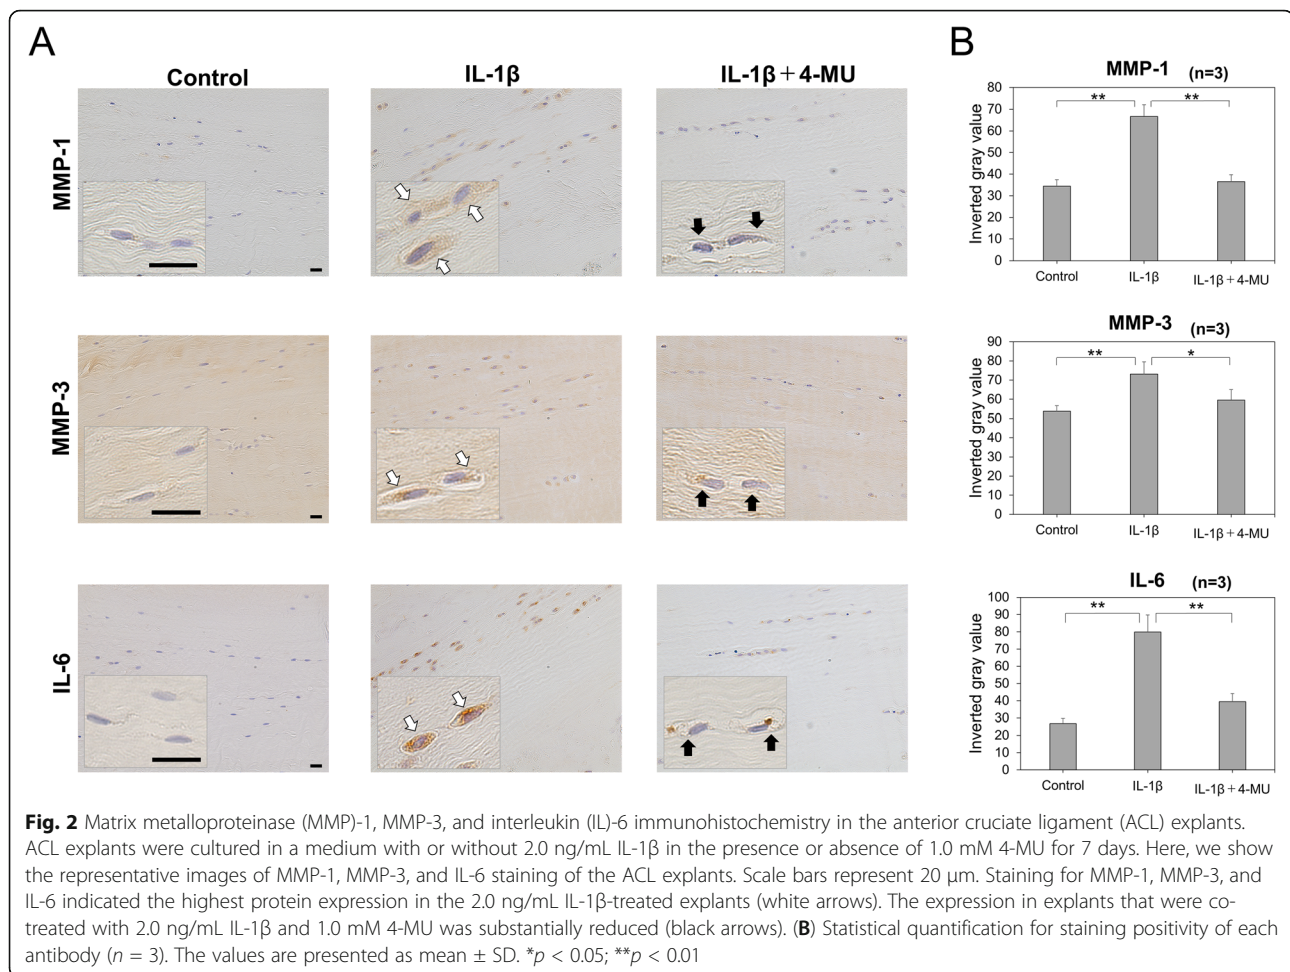 A
B
Control
IL-1β
IL-1β+4-MU
MMP-1
MMP-3
IL-6
MMP-1 (n=3)
Inverted gray value
80
70
60
50
40
30
20
10
0
** **
Control IL-1β IL-1β+4-MU
MMP-3 (n=3)
Inverted gray value
90
80
70
60
50
40
30
20
10
0
** *
Control IL-1β IL-1β+4-MU
IL-6 (n=3)
Inverted gray value
100
90
80
70
60
50
40
30
20
10
0
** **
Control IL-1β IL-1β+4-MU
Fig. 2 Matrix metalloproteinase (MMP)-1, MMP-3, and interleukin (IL)-6 immunohistochemistry in the anterior cruciate ligament (ACL) explants.
ACL explants were cultured in a medium with or without 2.0 ng/mL IL-1β in the presence or absence of 1.0 mM 4-MU for 7 days. Here, we show
the representative images of MMP-1, MMP-3, and IL-6 staining of the ACL explants. Scale bars represent 20 μm. Staining for MMP-1, MMP-3, and
IL-6 indicated the highest protein expression in the 2.0 ng/mL IL-1β-treated explants (white arrows). The expression in explants that were co-
treated with 2.0 ng/mL IL-1β and 1.0 mM 4-MU was substantially reduced (black arrows). (B) Statistical quantification for staining positivity of each
antibody (n = 3). The values are presented as mean ± SD. *p < 0.05; **p < 0.01